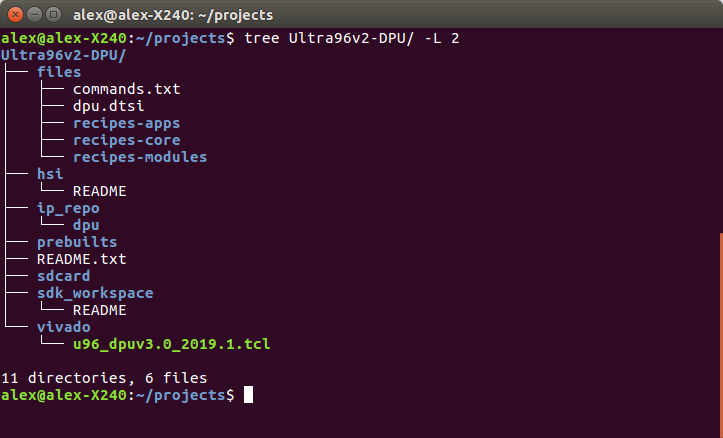 alex@alex-X240: ~/projects
alex@alex-X240:~/projects$ tree Ultra96v2-DPU/ -L 2
Ultra96v2-DPU/
├── files
│   ├── commands.txt
│   ├── dpu.dtsi
│   ├── recipes-apps
│   ├── recipes-core
│   └── recipes-modules
├── hsi
│   └── README
├── ip_repo
│   └── dpu
├── prebuilts
├── README.txt
├── sdcard
├── sdk_workspace
│   └── README
└── vivado
    └── u96_dpuv3.0_2019.1.tcl
11 directories, 6 files
alex@alex-X240:~/projects$